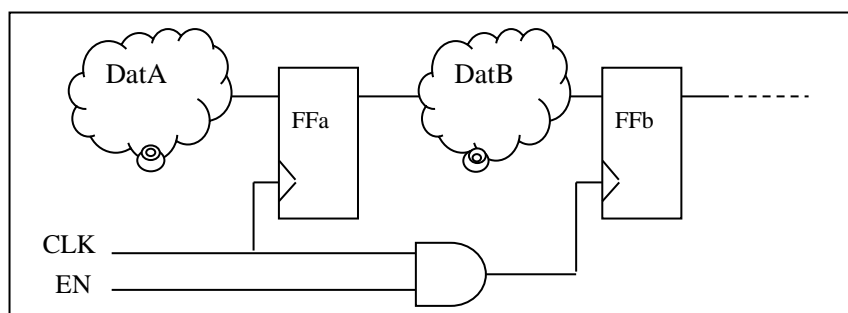 DatA
DatB
FFa
FFb
CLK
EN